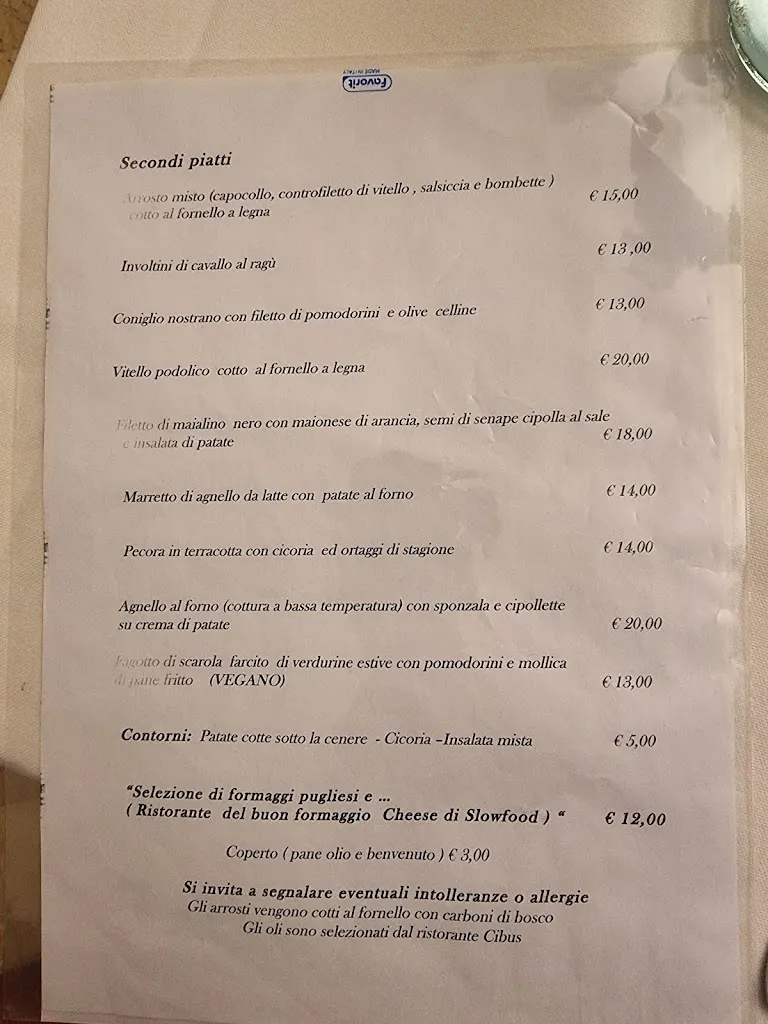 Favorit
MADE IN ITALY
Secondi piatti
Arrosto misto (capocollo, controfiletto di vitello , salsiccia e bombette ) € 15,00
cotto al fornello a legna
Involtini di cavallo al ragù € 13 ,00
Coniglio nostrano con filetto di pomodorini e olive celline € 13,00
Vitello podolico cotto al fornello a legna € 20,00
Filetto di maialino nero con maionese di arancia, semi di senape cipolla al sale
e insalata di patate € 18,00
Marretto di agnello da latte con patate al forno € 14,00
Pecora in terracotta con cicoria ed ortaggi di stagione € 14,00
Agnello al forno (cottura a bassa temperatura) con sponzala e cipollette
su crema di patate € 20,00
Fagotto di scarola farcito di verdurine estive con pomodorini e mollica
di pane fritto (VEGANO) € 13,00
Contorni: Patate cotte sotto la cenere - Cicoria –Insalata mista € 5,00
“Selezione di formaggi pugliesi e ...
( Ristorante del buon formaggio Cheese di Slowfood ) “ € 12,00
Coperto ( pane olio e benvenuto ) € 3,00
Si invita a segnalare eventuali intolleranze o allergie
Gli arrosti vengono cotti al fornello con carboni di bosco
Gli oli sono selezionati dal ristorante Cibus